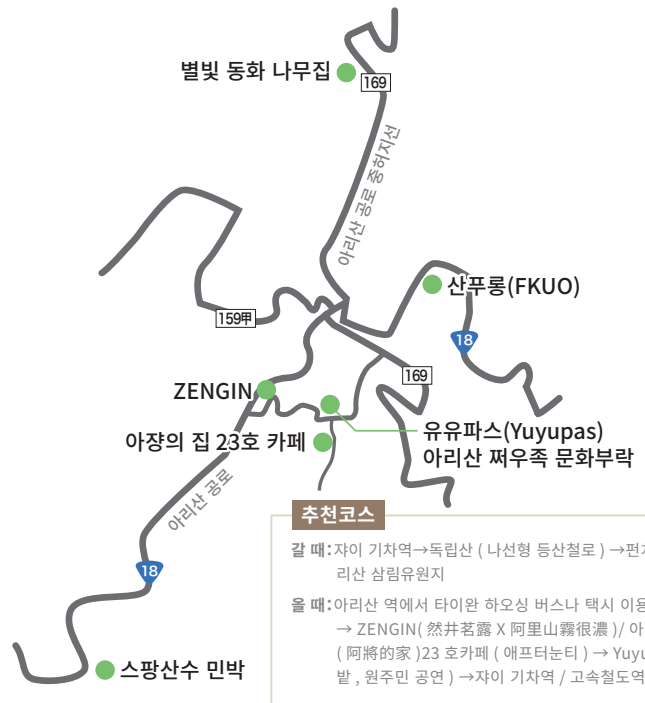 별빛 동화 나무집
169
아리산 공로 중허지선
산푸롱(FKUO)
159甲
18
169
ZENGIN
유유파스(Yuyupas)
아리산 쩌우족 문화부락
아쟝의 집 23호 카페
아리산 공로
18
스팡산수 민박
추천코스
갈 때:쟈이 기차역→독립산 ( 나선형 등산철로 ) →펀치
리산 삼림유원지
올 때:아리산 역에서 타이완 하오싱 버스나 택시 이용
→ ZENGIN( 然井茗露 X 阿里山霧很濃 )/ 아
( 阿將的家 )23 호카페 ( 애프터눈티 ) → Yuyu
밭 , 원주민 공연 ) →쟈이 기차역 / 고속철도역